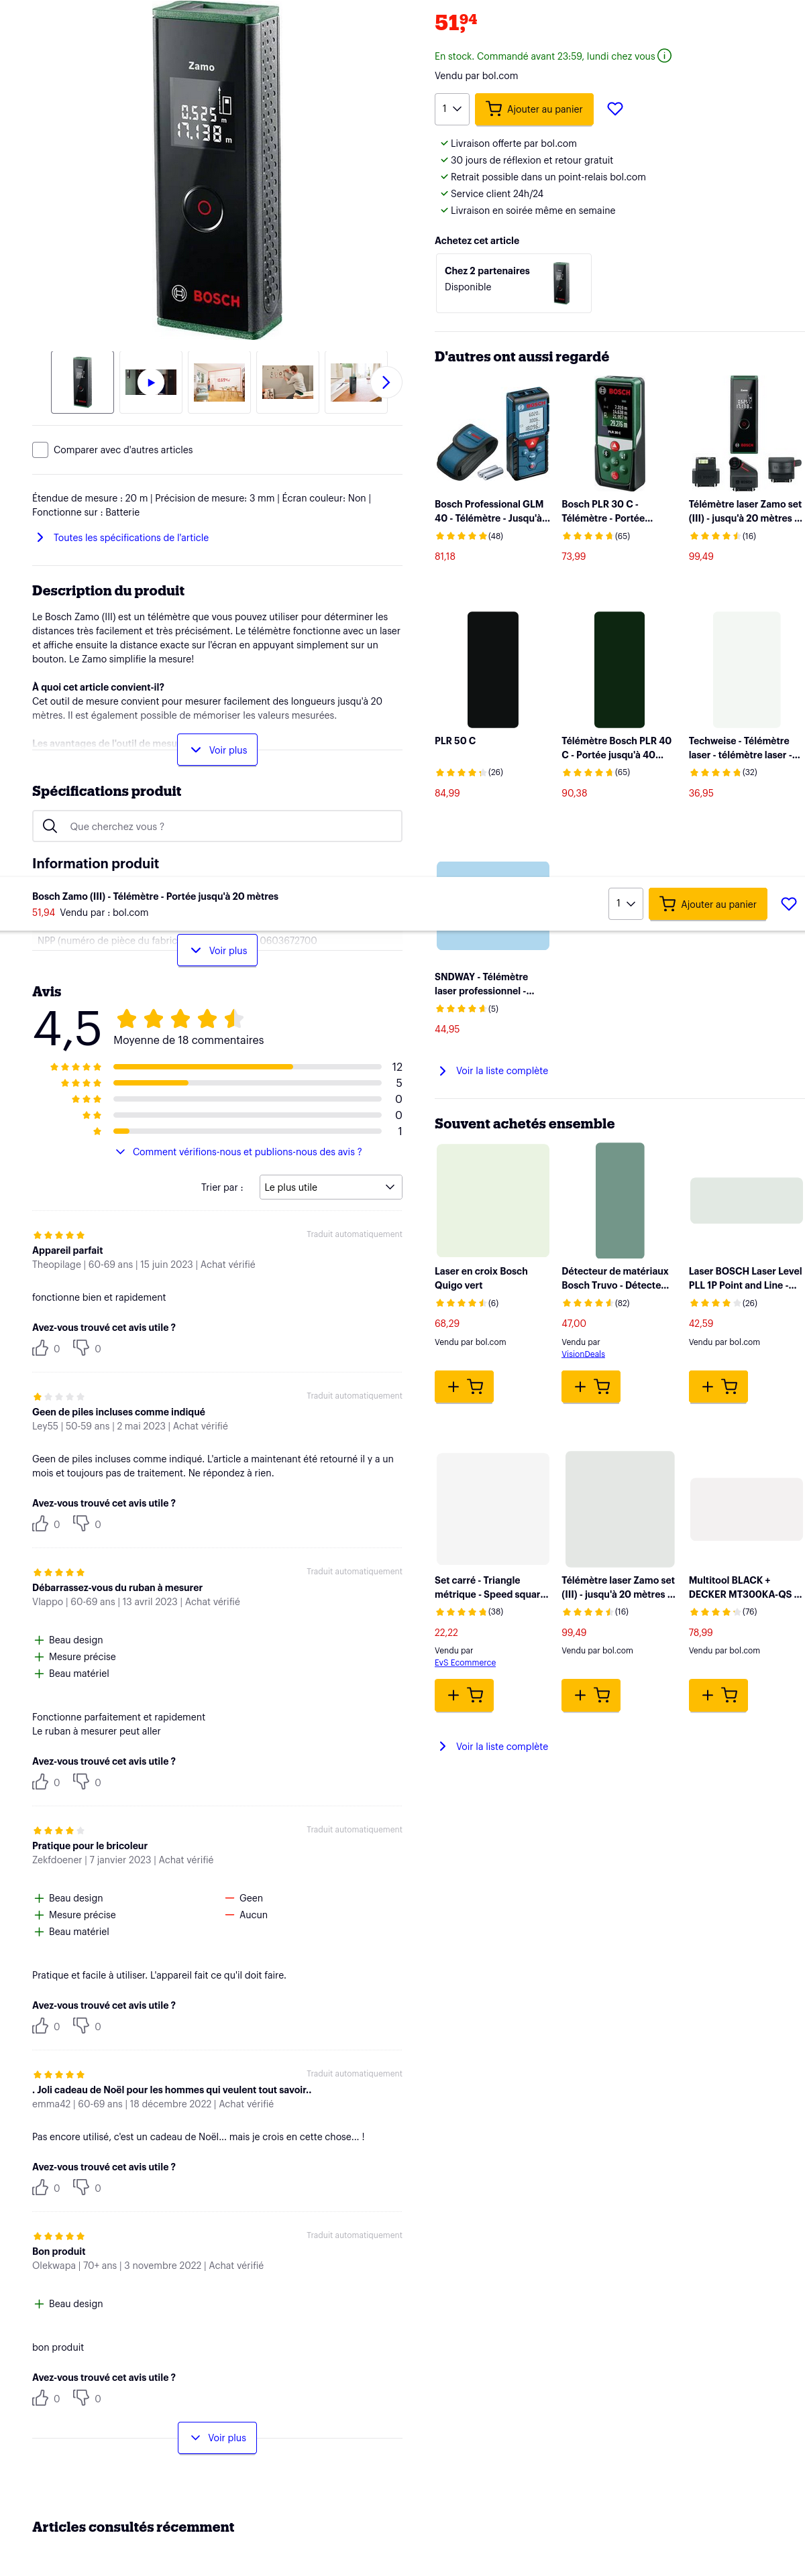 Zamo
0.525 m
17.138 m
BOSCH
Comparer avec d'autres articles
Étendue de mesure : 20 m | Précision de mesure: 3 mm | Écran couleur: Non |
Fonctionne sur : Batterie
Toutes les spécifications de l'article
Description du produit
Le Bosch Zamo (III) est un télémètre que vous pouvez utiliser pour déterminer les
distances très facilement et très précisément. Le télémètre fonctionne avec un laser
et affiche ensuite la distance exacte sur l'écran en appuyant simplement sur un
bouton. Le Zamo simplifie la mesure!
À quoi cet article convient-il?
Cet outil de mesure convient pour mesurer facilement des longueurs jusqu'à 20
mètres. Il est également possible de mémoriser les valeurs mesurées.
Les avantages de l'outil de mesu
Voir plus
Spécifications produit
Que cherchez vous ?
Information produit
Bosch Zamo (III) - Télémètre - Portée jusqu'à 20 mètres
51,94 Vendu par : bol.com
1
Ajouter au panier
NPP (numéro de pièce du fabric
0603672700
Voir plus
Avis
4,5
Moyenne de 18 commentaires
12
5
0
0
1
Comment vérifions-nous et publions-nous des avis ?
Trier par :
Le plus utile
Traduit automatiquement
Appareil parfait
Theopilage | 60-69 ans | 15 juin 2023 | Achat vérifié
fonctionne bien et rapidement
Avez-vous trouvé cet avis utile ?
0 0
Traduit automatiquement
Geen de piles incluses comme indiqué
Ley55 | 50-59 ans | 2 mai 2023 | Achat vérifié
Geen de piles incluses comme indiqué. L'article a maintenant été retourné il y a un
mois et toujours pas de traitement. Ne répondez à rien.
Avez-vous trouvé cet avis utile ?
0 0
Traduit automatiquement
Débarrassez-vous du ruban à mesurer
Vlappo | 60-69 ans | 13 avril 2023 | Achat vérifié
Beau design
Mesure précise
Beau matériel
Fonctionne parfaitement et rapidement
Le ruban à mesurer peut aller
Avez-vous trouvé cet avis utile ?
0 0
Traduit automatiquement
Pratique pour le bricoleur
Zekfdoener | 7 janvier 2023 | Achat vérifié
Beau design
Mesure précise
Beau matériel
Geen
Aucun
Pratique et facile à utiliser. L'appareil fait ce qu'il doit faire.
Avez-vous trouvé cet avis utile ?
0 0
Traduit automatiquement
. Joli cadeau de Noël pour les hommes qui veulent tout savoir..
emma42 | 60-69 ans | 18 décembre 2022 | Achat vérifié
Pas encore utilisé, c'est un cadeau de Noël... mais je crois en cette chose... !
Avez-vous trouvé cet avis utile ?
0 0
Traduit automatiquement
Bon produit
Olekwapa | 70+ ans | 3 novembre 2022 | Achat vérifié
Beau design
bon produit
Avez-vous trouvé cet avis utile ?
0 0
Voir plus
Articles consultés récemment
51,94
En stock. Commandé avant 23:59, lundi chez vous
Vendu par bol.com
1
Ajouter au panier
Livraison offerte par bol.com
30 jours de réflexion et retour gratuit
Retrait possible dans un point-relais bol.com
Service client 24h/24
Livraison en soirée même en semaine
Achetez cet article
Chez 2 partenaires
Disponible
D'autres ont aussi regardé
Bosch Professional GLM
40 - Télémètre - Jusqu'à...
(48)
81,18
Bosch PLR 30 C -
Télémètre - Portée...
(65)
73,99
Télémètre laser Zamo set
(III) - jusqu'à 20 mètres ...
(16)
99,49
PLR 50 C
(26)
84,99
Télémètre Bosch PLR 40
C - Portée jusqu'à 40...
(65)
90,38
Techweise - Télémètre
laser - télémètre laser -...
(32)
36,95
SNDWAY - Télémètre
laser professionnel -...
(5)
44,95
Voir la liste complète
Souvent achetés ensemble
Laser en croix Bosch
Quigo vert
(6)
68,29
Vendu par bol.com
Détecteur de matériaux
Bosch Truvo - Détecte...
(82)
47,00
Vendu par
VisionDeals
Laser BOSCH Laser Level
PLL 1P Point and Line -...
(26)
42,59
Vendu par bol.com
Set carré - Triangle
métrique - Speed squar...
(38)
22,22
Vendu par
EvS Ecommerce
Télémètre laser Zamo set
(III) - jusqu'à 20 mètres ...
(16)
99,49
Vendu par bol.com
Multitool BLACK +
DECKER MT300KA-QS ...
(76)
78,99
Vendu par bol.com
Voir la liste complète